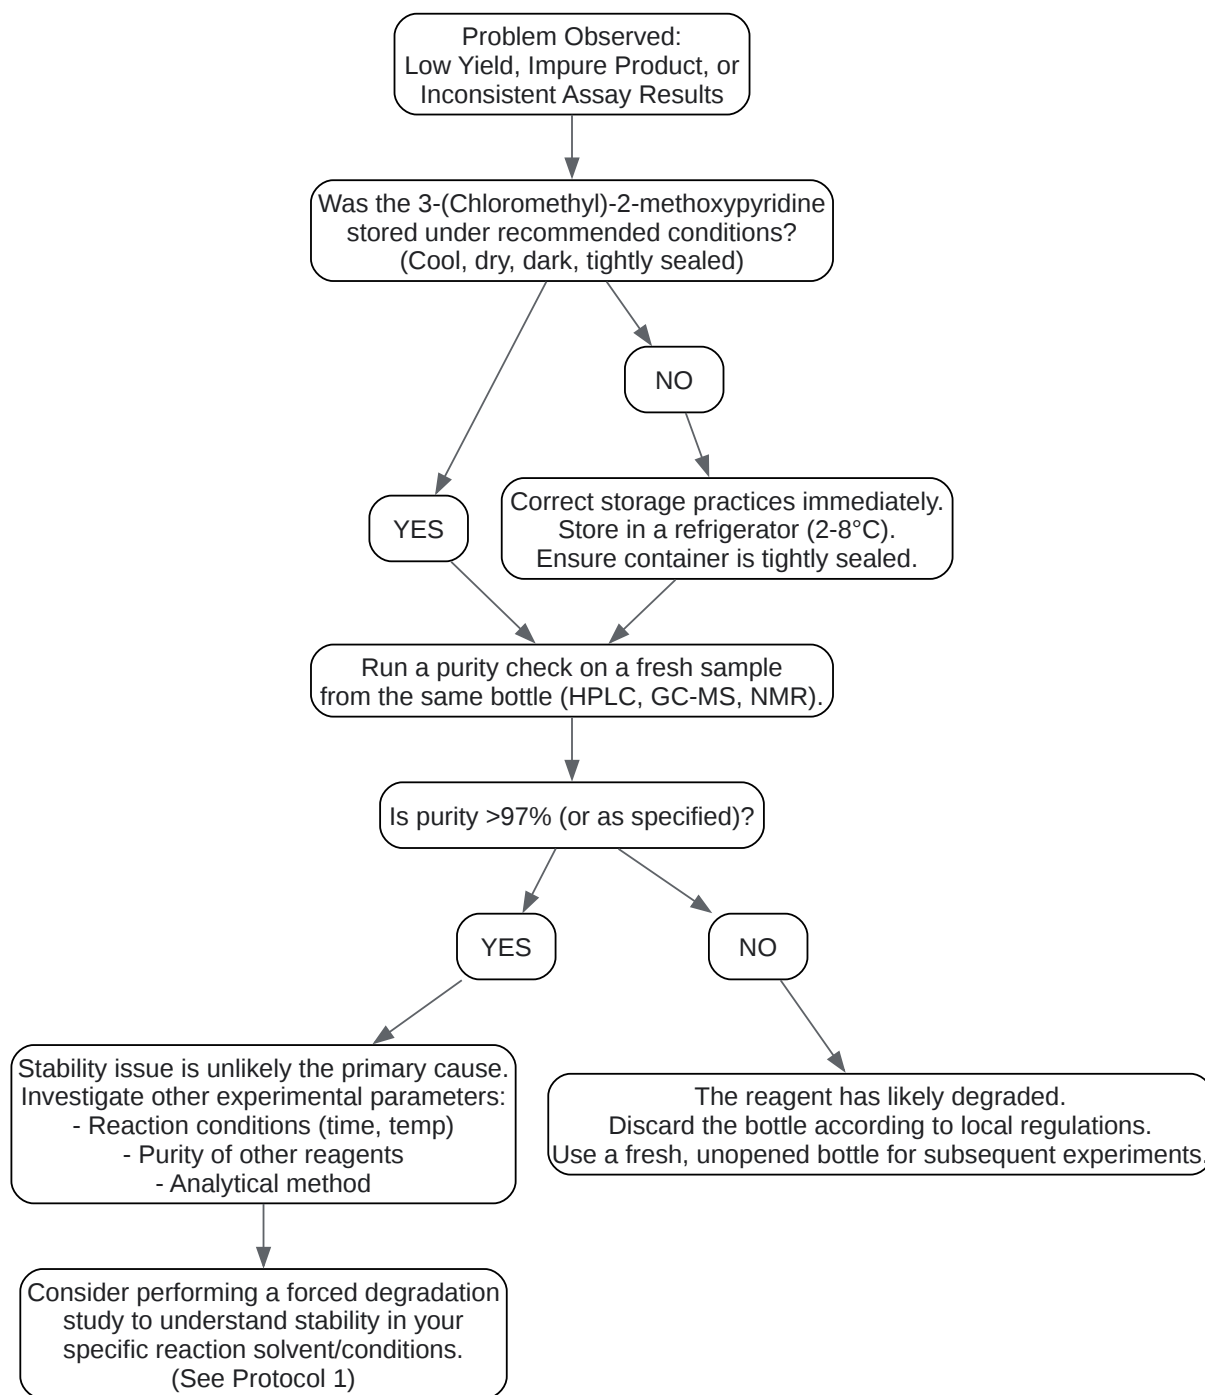 Problem Observed:
Low Yield, Impure Product, or
Inconsistent Assay Results
Was the 3-(Chloromethyl)-2-methoxypyridine
stored under recommended conditions?
(Cool, dry, dark, tightly sealed)
NO
YES
Correct storage practices immediately.
Store in a refrigerator (2-8°C).
Ensure container is tightly sealed.
Run a purity check on a fresh sample
from the same bottle (HPLC, GC-MS, NMR).
Is purity >97% (or as specified)?
YES
NO
Stability issue is unlikely the primary cause.
Investigate other experimental parameters:
- Reaction conditions (time, temp)
- Purity of other reagents
- Analytical method
The reagent has likely degraded.
Discard the bottle according to local regulations.
Use a fresh, unopened bottle for subsequent experiments.
Consider performing a forced degradation
study to understand stability in your
specific reaction solvent/conditions.
(See Protocol 1)